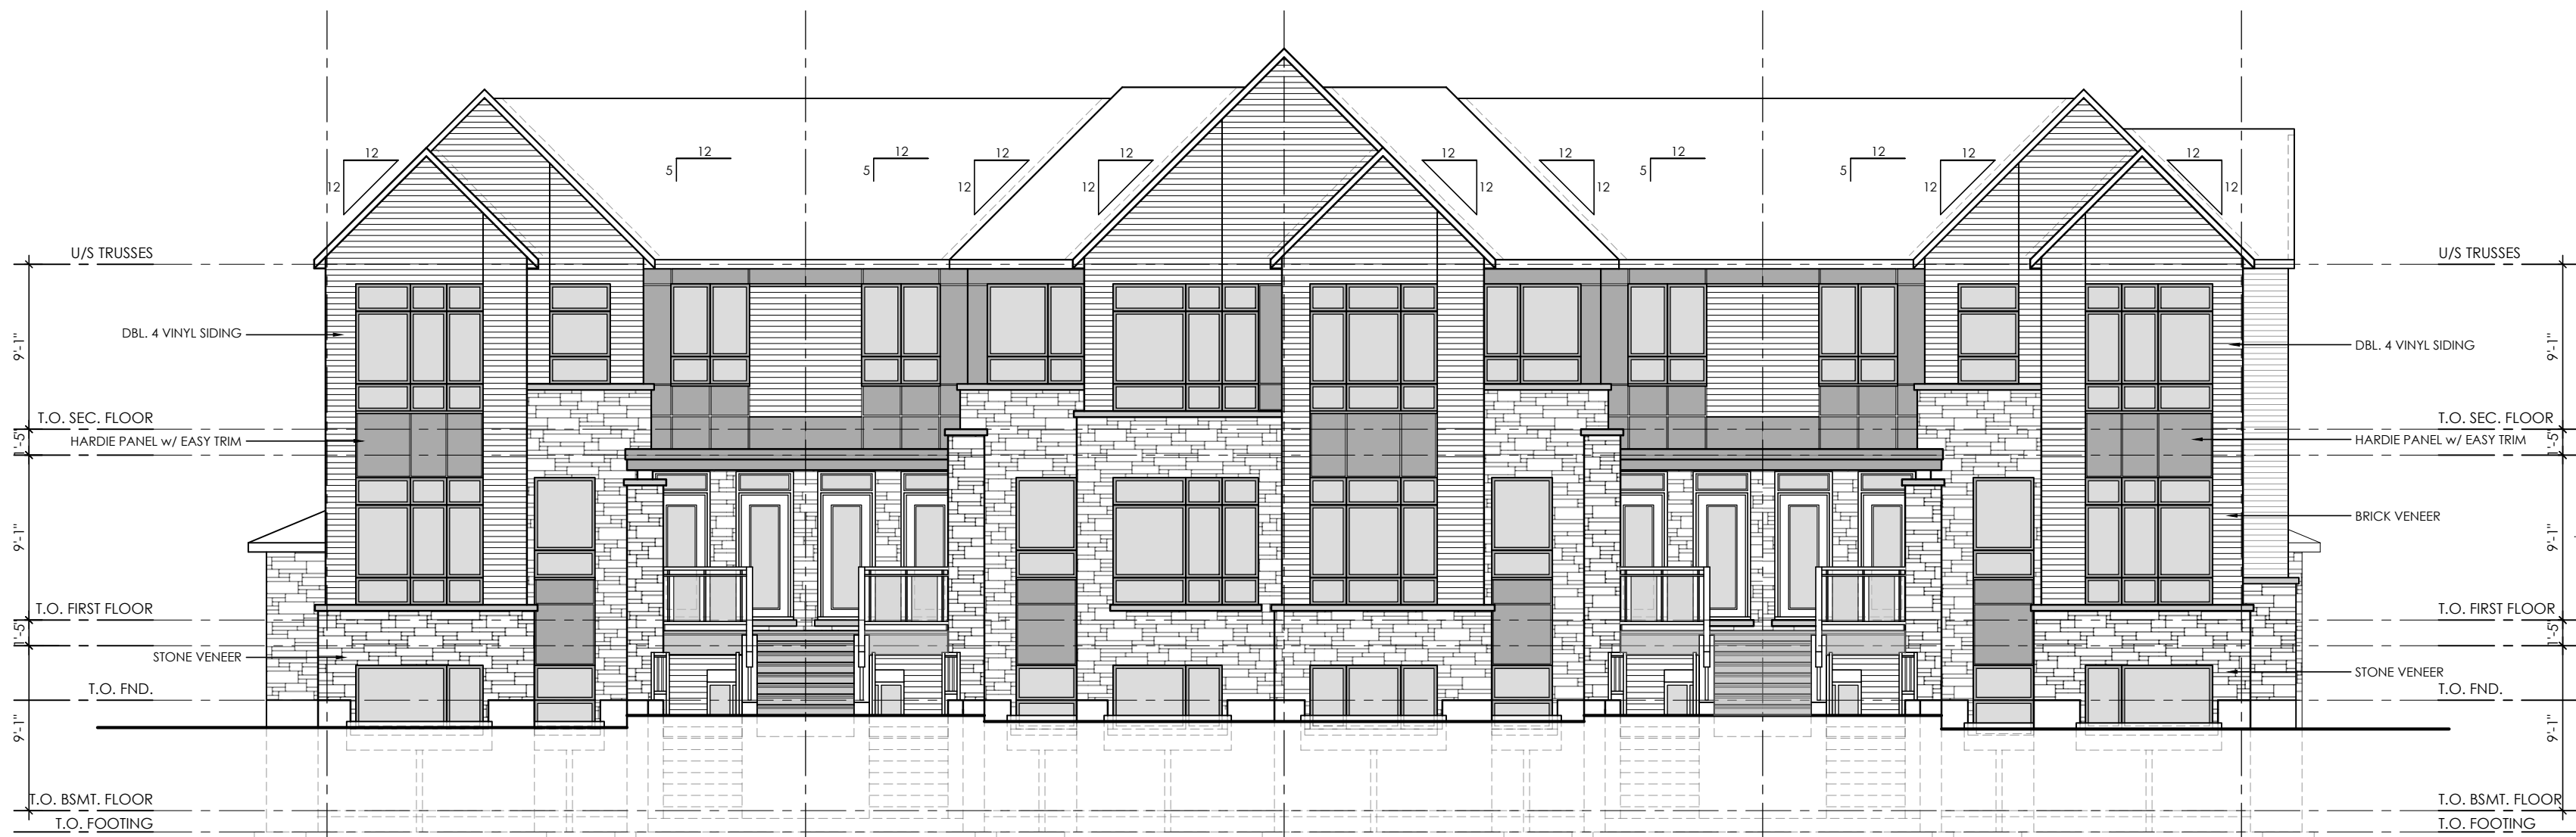 12 12 12 12 12 12 12 12 12 12 12
12 5 5 12 12 12 12 5 5 12 12
U/S TRUSSES U/S TRUSSES
DBL. 4 VINYL SIDING DBL. 4 VINYL SIDING
9'-1" 9'-1"
T.O. SEC. FLOOR T.O. SEC. FLOOR
HARDIE PANEL w/ EASY TRIM HARDIE PANEL w/ EASY TRIM
1'-5" 1'-5"
BRICK VENEER
9'-1" 9'-1"
T.O. FIRST FLOOR T.O. FIRST FLOOR
1'-5" 1'-5"
STONE VENEER STONE VENEER
T.O. FND. T.O. FND.
9'-1" 9'-1"
T.O. BSMT. FLOOR T.O. BSMT. FLOOR
T.O. FOOTING T.O. FOOTING